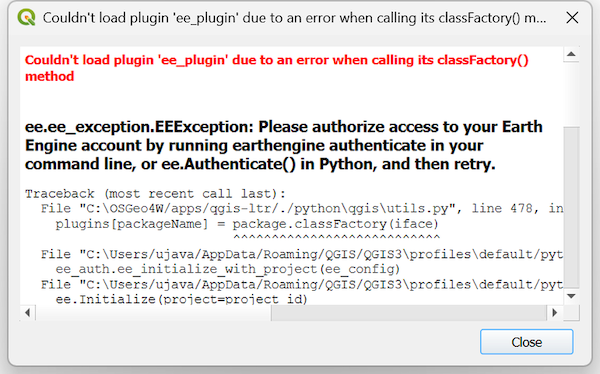 Couldn't load plugin 'ee_plugin' due to an error when calling its classFactory() m...
Couldn't load plugin 'ee_plugin' due to an error when calling its classFactory()
method
ee.ee_exception.EEException: Please authorize access to your Earth
Engine account by running earthengine authenticate in your
command line, or ee.Authenticate() in Python, and then retry.
Traceback (most recent call last):
File "C:\OSGeo4W/apps/qgis-ltr/./python\qgis\utils.py", line 478, in
plugins[packageName] = package.classFactory(iface)
^^^^^^^^^^^^^^^^^^^^^^^^^^^
File "C:\Users/ujava/AppData/Roaming/QGIS/QGIS3\profiles\default/pyt
ee_auth.ee_initialize_with_project(ee_config)
File "C:\Users/ujava/AppData/Roaming/QGIS/QGIS3\profiles\default/pyt
ee.Initialize(project=project_id)
Close